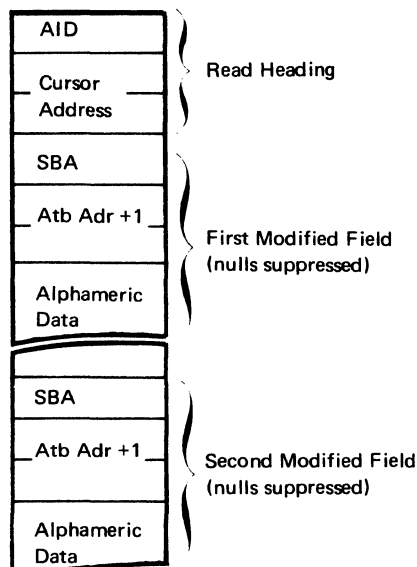 AID
Cursor
Address
Read Heading
SBA
Atb Adr +1
Alphameric
Data
First Modified Field
(nulls suppressed)
SBA
Atb Adr +1
Alphameric
Data
Second Modified Field
(nulls suppressed)